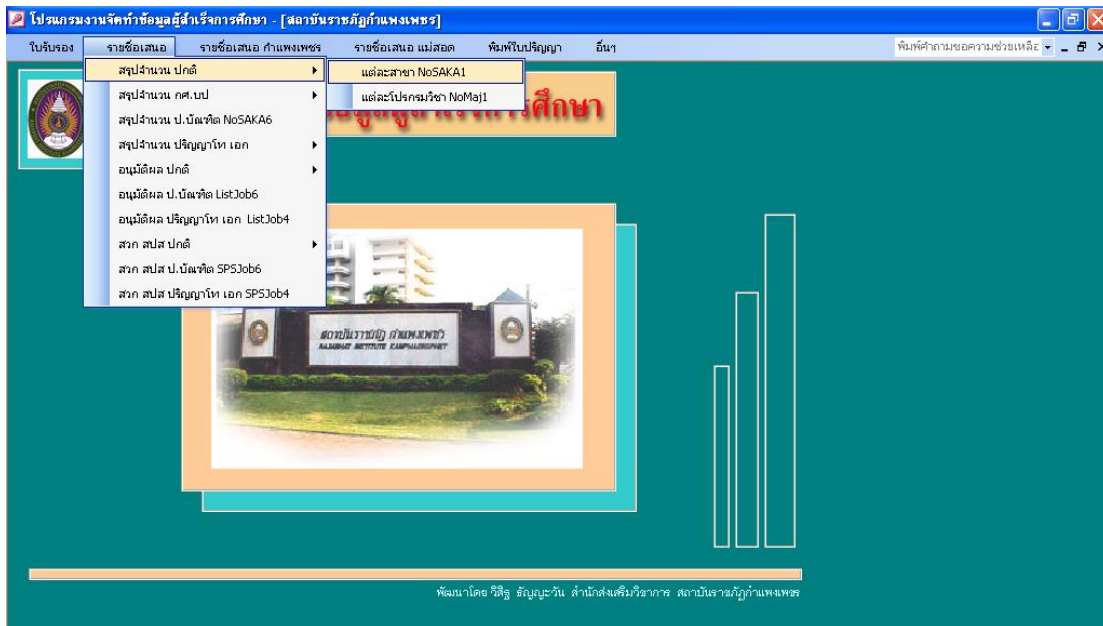 โปรแกรมงานจัดทำข้อมูลผู้สำเร็จการศึกษา - [สถาบันราชภัฏกำแพงเพชร]
ใบรับรอง รายชื่อเสนอ รายชื่อเสนอ กำแพงเพชร รายชื่อเสนอ แม่สอด พิมพ์ใบปริญญา อื่นๆ พิมพ์คำถามขอความช่วยเหลือ
สรุปจำนวน ปกติ
แต่ละสาขา NoSAKA1
สรุปจำนวน กศ.บป
แต่ละโปรกรมวิชา NoMaj1
สรุปจำนวน ป.บัณฑิต NoSAKA6
สรุปจำนวน ปริญญาโท เอก
อนุมัติผล ปกติ
อนุมัติผล ป.บัณฑิต ListJob6
อนุมัติผล ปริญญาโท เอก ListJob4
สวก สปส ปกติ
สวก สปส ป.บัณฑิต SPSJob6
สวก สปส ปริญญาโท เอก SPSJob4
สถาบันราชภัฏ กำแพงเพชร
RAJABHAT INSTITUTE KAMPHAENGPHET
พัฒนาโดย วิสิฐ ธัญญะวัน สำนักส่งเสริมวิชาการ สถาบันราชภัฏกำแพงเพชร